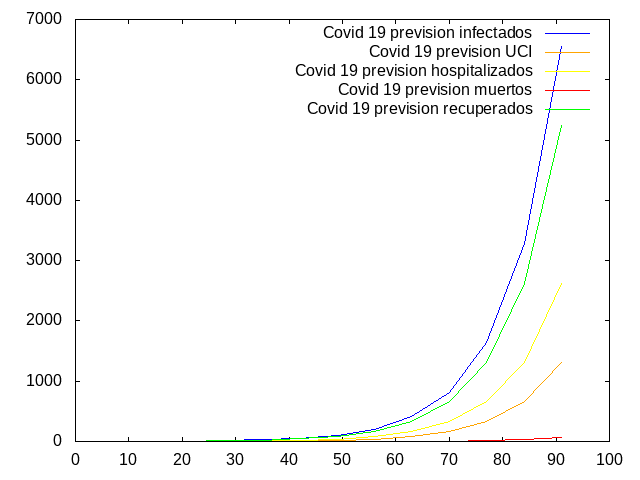 7000
6000
5000
4000
3000
2000
1000
0
Covid 19 prevision infectados
Covid 19 prevision UCI
Covid 19 prevision hospitalizados
Covid 19 prevision muertos
Covid 19 prevision recuperados
0 10 20 30 40 50 60 70 80 90 100